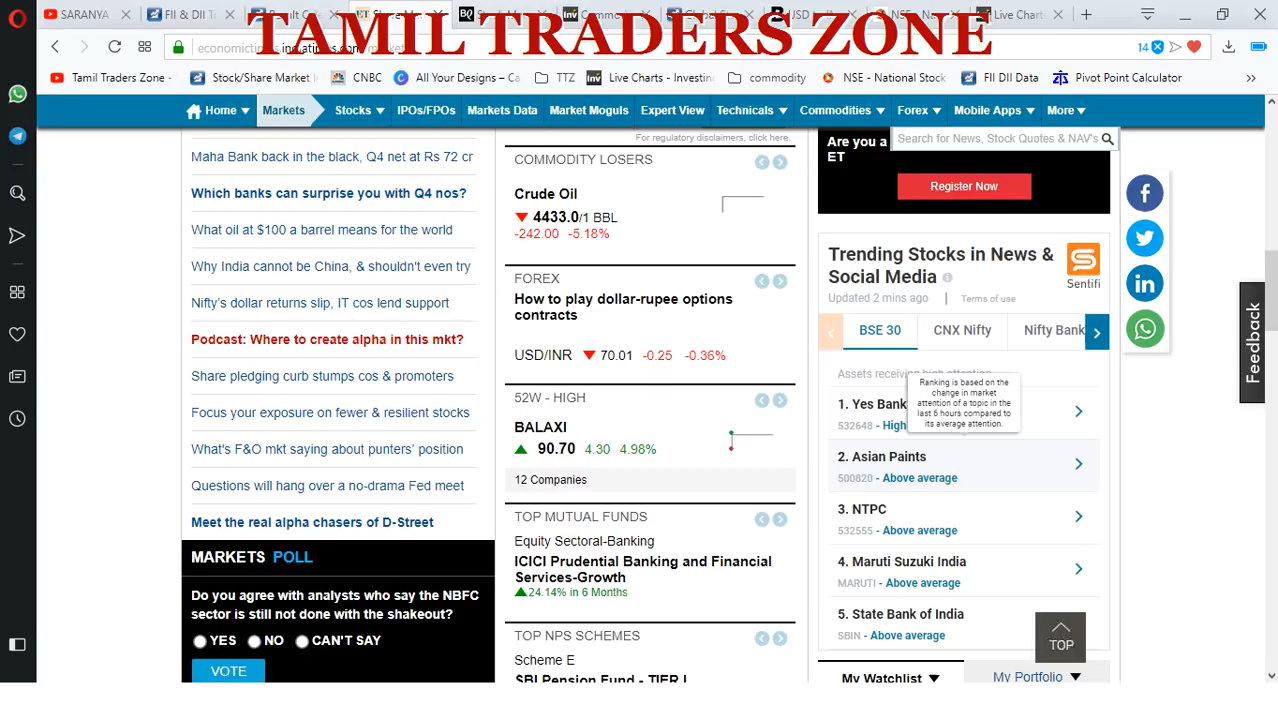 SARANYA
FII & DII T
NSE - Na
Live Charts
TAMIL TRADERS ZONE
14
Tamil Traders Zone -
Stock/Share Market
CNBC
All Your Designs – Ca
TTZ
Live Charts - Investin
commodity
NSE - National Stock
FII DII Data
Pivot Point Calculator
Home
Markets
Stocks
IPOs/FPOs
Markets Data
Market Moguls
Expert View
Technicals
Commodities
Forex
Mobile Apps
More
Maha Bank back in the black, Q4 net at Rs 72 cr
Which banks can surprise you with Q4 nos?
What oil at $100 a barrel means for the world
Why India cannot be China, & shouldn't even try
Nifty's dollar returns slip, IT cos lend support
Podcast: Where to create alpha in this mkt?
Share pledging curb stumps cos & promoters
Focus your exposure on fewer & resilient stocks
What's F&O mkt saying about punters' position
Questions will hang over a no-drama Fed meet
Meet the real alpha chasers of D-Street
MARKETS POLL
Do you agree with analysts who say the NBFC
sector is still not done with the shakeout?
YES NO CAN'T SAY
VOTE
For regulatory disclaimers, click here.
COMMODITY LOSERS
Crude Oil
4433.0/1 BBL
-242.00 -5.18%
FOREX
How to play dollar-rupee options
contracts
USD/INR 70.01 -0.25 -0.36%
52W - HIGH
BALAXI
90.70 4.30 4.98%
12 Companies
TOP MUTUAL FUNDS
Equity Sectoral-Banking
ICICI Prudential Banking and Financial
Services-Growth
24.14% in 6 Months
TOP NPS SCHEMES
Scheme E
SBI Pension Fund - TIER I
Are you a
ET
Search for News, Stock Quotes & NAV's
Register Now
Trending Stocks in News &
Social Media
Sentifi
Updated 2 mins ago | Terms of use
BSE 30
CNX Nifty
Nifty Bank
Assets receiving high attention
Ranking is based on the
change in market
attention of a topic in the
last 6 hours compared to
its average attention.
1. Yes Bank
532648 - High
2. Asian Paints
500820 - Above average
3. NTPC
532555 - Above average
4. Maruti Suzuki India
MARUTI - Above average
5. State Bank of India
SBIN - Above average
TOP
My Watchlist
My Portfolio
Feedback